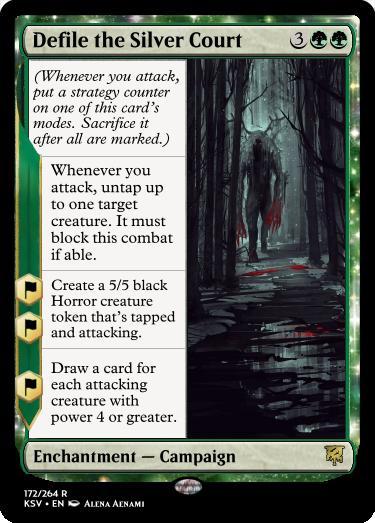 Defile the Silver Court 3
(Whenever you attack,
put a strategy counter
on one of this card's
modes. Sacrifice it
after all are marked.)
Whenever you
attack, untap up
to one target
creature. It must
block this combat
if able.
Create a 5/5 black
Horror creature
token that's tapped
and attacking.
Draw a card for
each attacking
creature with
power 4 or greater.
Enchantment — Campaign
172/264 R
KSV • EN Alena Aenami